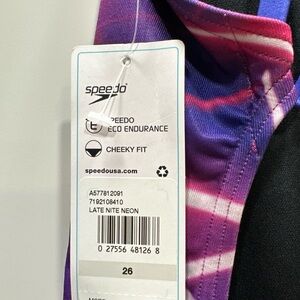 speedo
SPEEDO
ECO ENDURANCE
CHEEKY FIT
speedousa.com
A577812091
7192108410
LATE NITE NEON
0 27556 48126 8
26